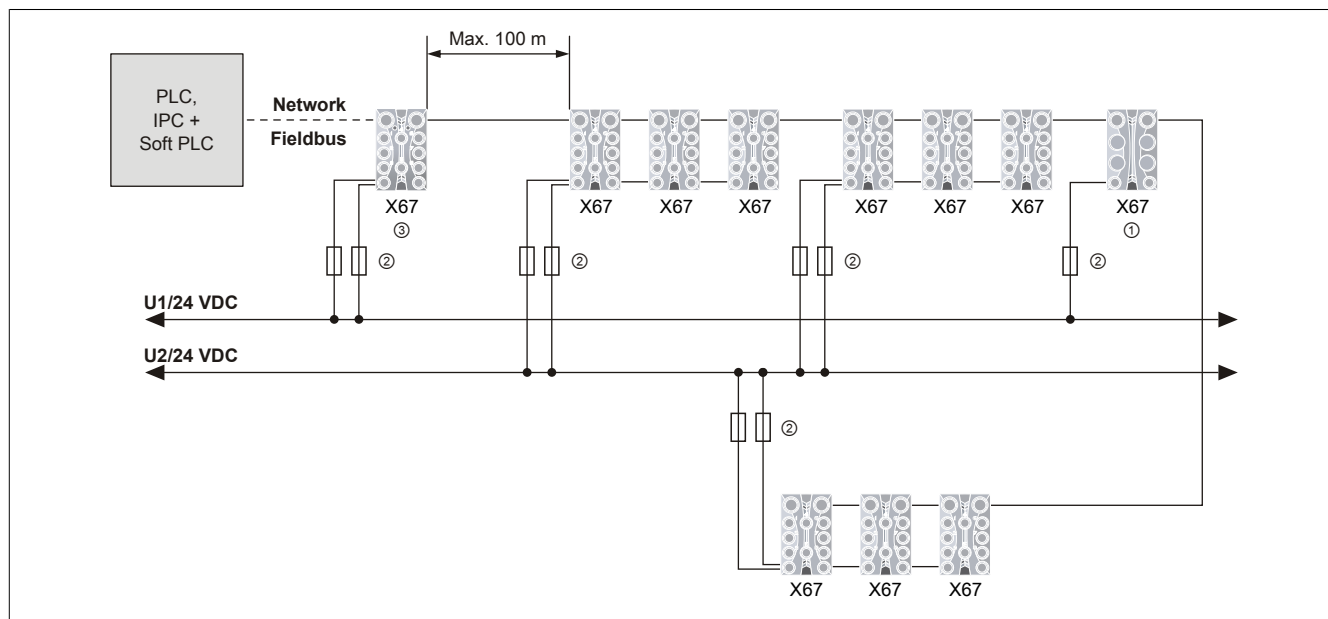 Max. 100 m
PLC,
IPC +
Soft PLC
Network
Fieldbus
X67
③
X67
X67
X67
X67
X67
X67
X67
①
②
②
②
②
U1/24 VDC
U2/24 VDC
②
X67
X67
X67